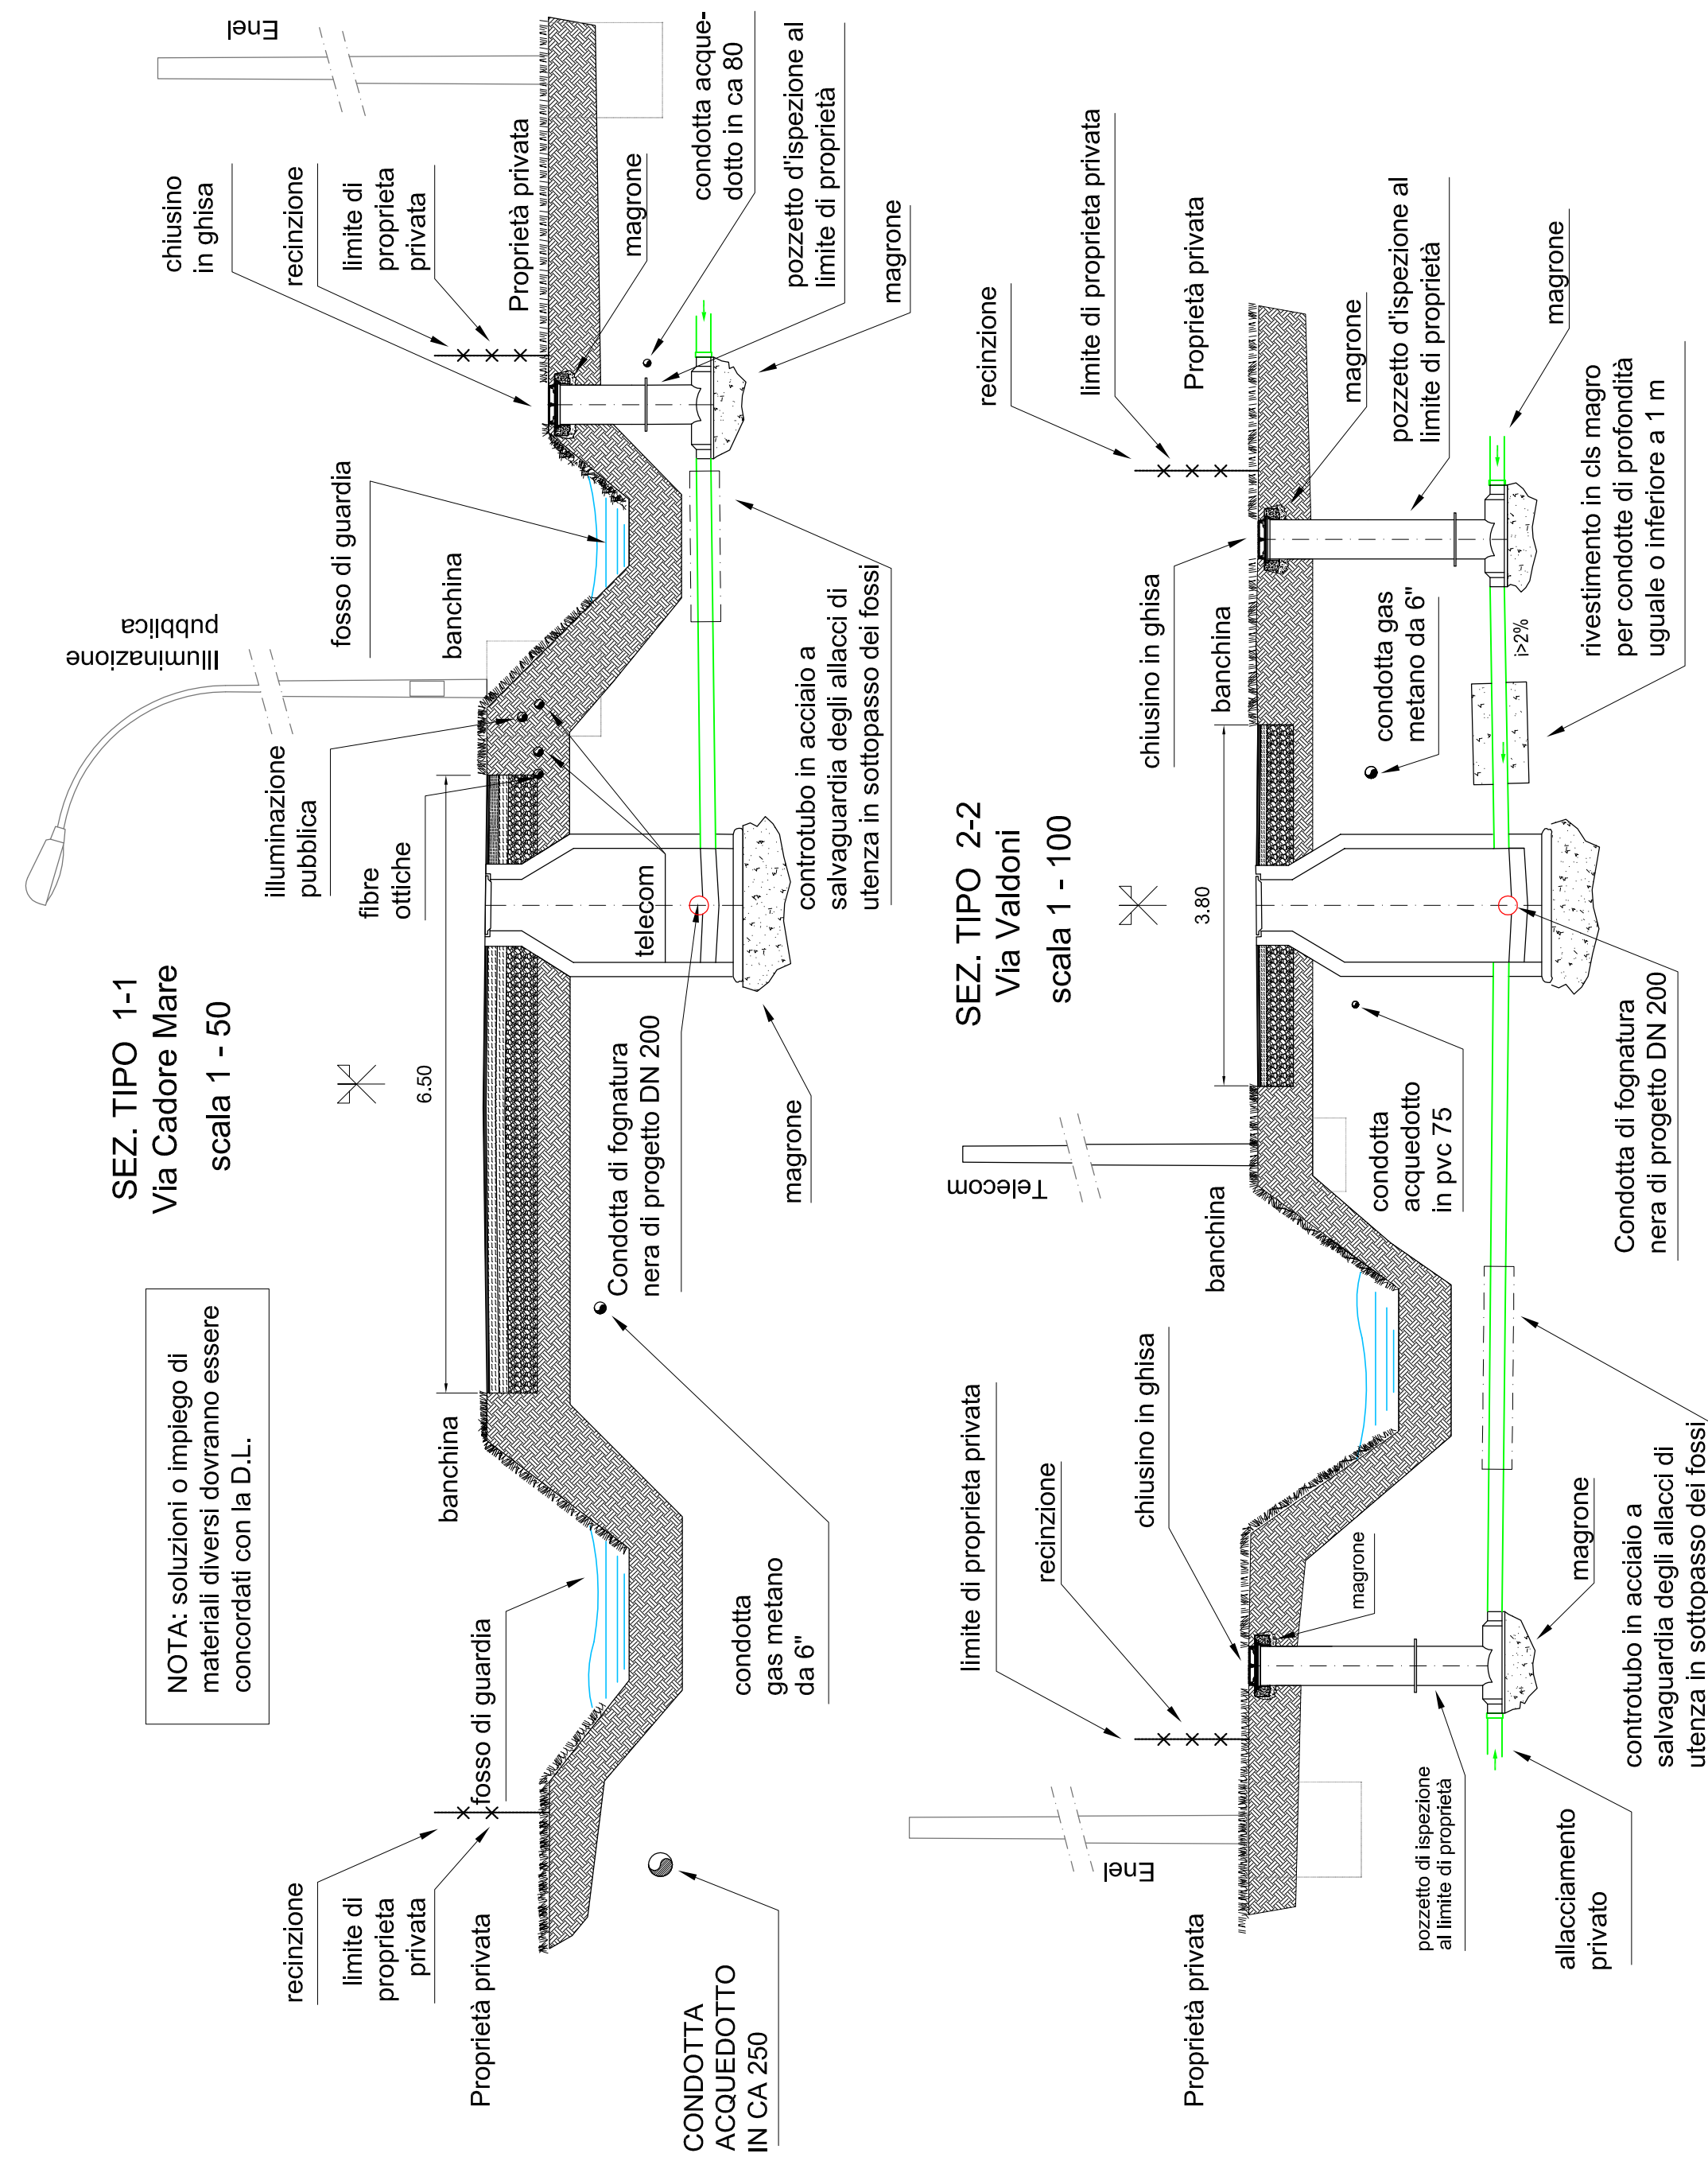 SEZ. TIPO 1-1
Via Cadore Mare
scala 1 - 50
NOTA: soluzioni o impiego di
materiali diversi dovranno essere
concordati con la D.L.
6.50
recinzione
limite di
proprieta
privata
Proprietà privata
fosso di guardia
banchina
CONDOTTA
ACQUEDOTTO
IN CA 250
condotta
gas metano
da 6"
Condotta di fognatura
nera di progetto DN 200
magrone
telecom
fibre
ottiche
illuminazione
pubblica
Illuminazione
pubblica
fosso di guardia
banchina
controtubo in acciaio a
salvaguardia degli allacci di
utenza in sottopasso dei fossi
chiusino
in ghisa
recinzione
limite di
proprieta
privata
Proprietà privata
magrone
Enel
condotta acque-
dotto in ca 80
pozzetto d'ispezione al
limite di proprietà
magrone
SEZ. TIPO 2-2
Via Valdoni
scala 1 - 100
3.80
limite di proprieta privata
recinzione
chiusino in ghisa
Proprietà privata
Enel
magrone
pozzetto di ispezione
al limite di proprietà
allacciamento
privato
magrone
controtubo in acciaio a
salvaguardia degli allacci di
utenza in sottopasso dei fossi
Telecom
banchina
condotta
acquedotto
in pvc 75
Condotta di fognatura
nera di progetto DN 200
recinzione
limite di proprieta privata
Proprietà privata
chiusino in ghisa
banchina
magrone
condotta gas
metano da 6"
pozzetto d'ispezione al
limite di proprietà
i>2%
magrone
rivestimento in cls magro
per condotte di profondità
uguale o inferiore a 1 m